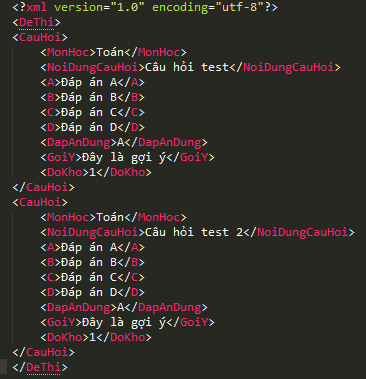 <?xml version="1.0" encoding="utf-8"?>
<DeThi>
<CauHoi>
<MonHoc>Toán</MonHoc>
<NoiDungCauHoi>Câu hỏi test</NoiDungCauHoi>
<A>Đáp án A</A>
<B>Đáp án B</B>
<C>Đáp án C</C>
<D>Đáp án D</D>
<DapAnDung>A</DapAnDung>
<GoiY>Đây là gợi ý</GoiY>
<DoKho>1</DoKho>
</CauHoi>
<CauHoi>
<MonHoc>Toán</MonHoc>
<NoiDungCauHoi>Câu hỏi test 2</NoiDungCauHoi>
<A>Đáp án A</A>
<B>Đáp án B</B>
<C>Đáp án C</C>
<D>Đáp án D</D>
<DapAnDung>A</DapAnDung>
<GoiY>Đây là gợi ý</GoiY>
<DoKho>1</DoKho>
</CauHoi>
</DeThi>